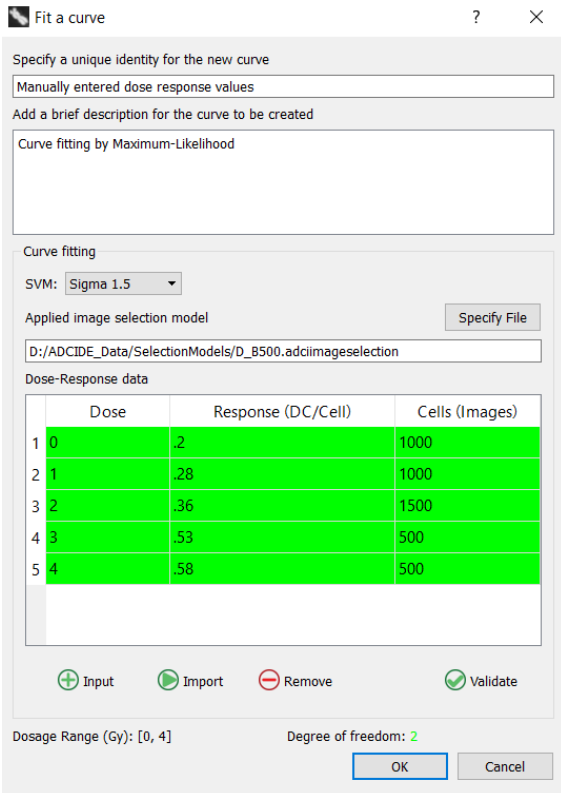 Fit a curve ? ×
Specify a unique identity for the new curve
Manually entered dose response values
Add a brief description for the curve to be created
Curve fitting by Maximum-Likelihood
Curve fitting
SVM: Sigma 1.5
Applied image selection model Specify File
D:/ADCIDE_Data/SelectionModels/D_B500.adciimageselection
Dose-Response data
Dose Response (DC/Cell) Cells (Images)
1 0 .2 1000
2 1 .28 1000
3 2 .36 1500
4 3 .53 500
5 4 .58 500
Input Import Remove Validate
Dosage Range (Gy): [0, 4] Degree of freedom: 2
OK Cancel